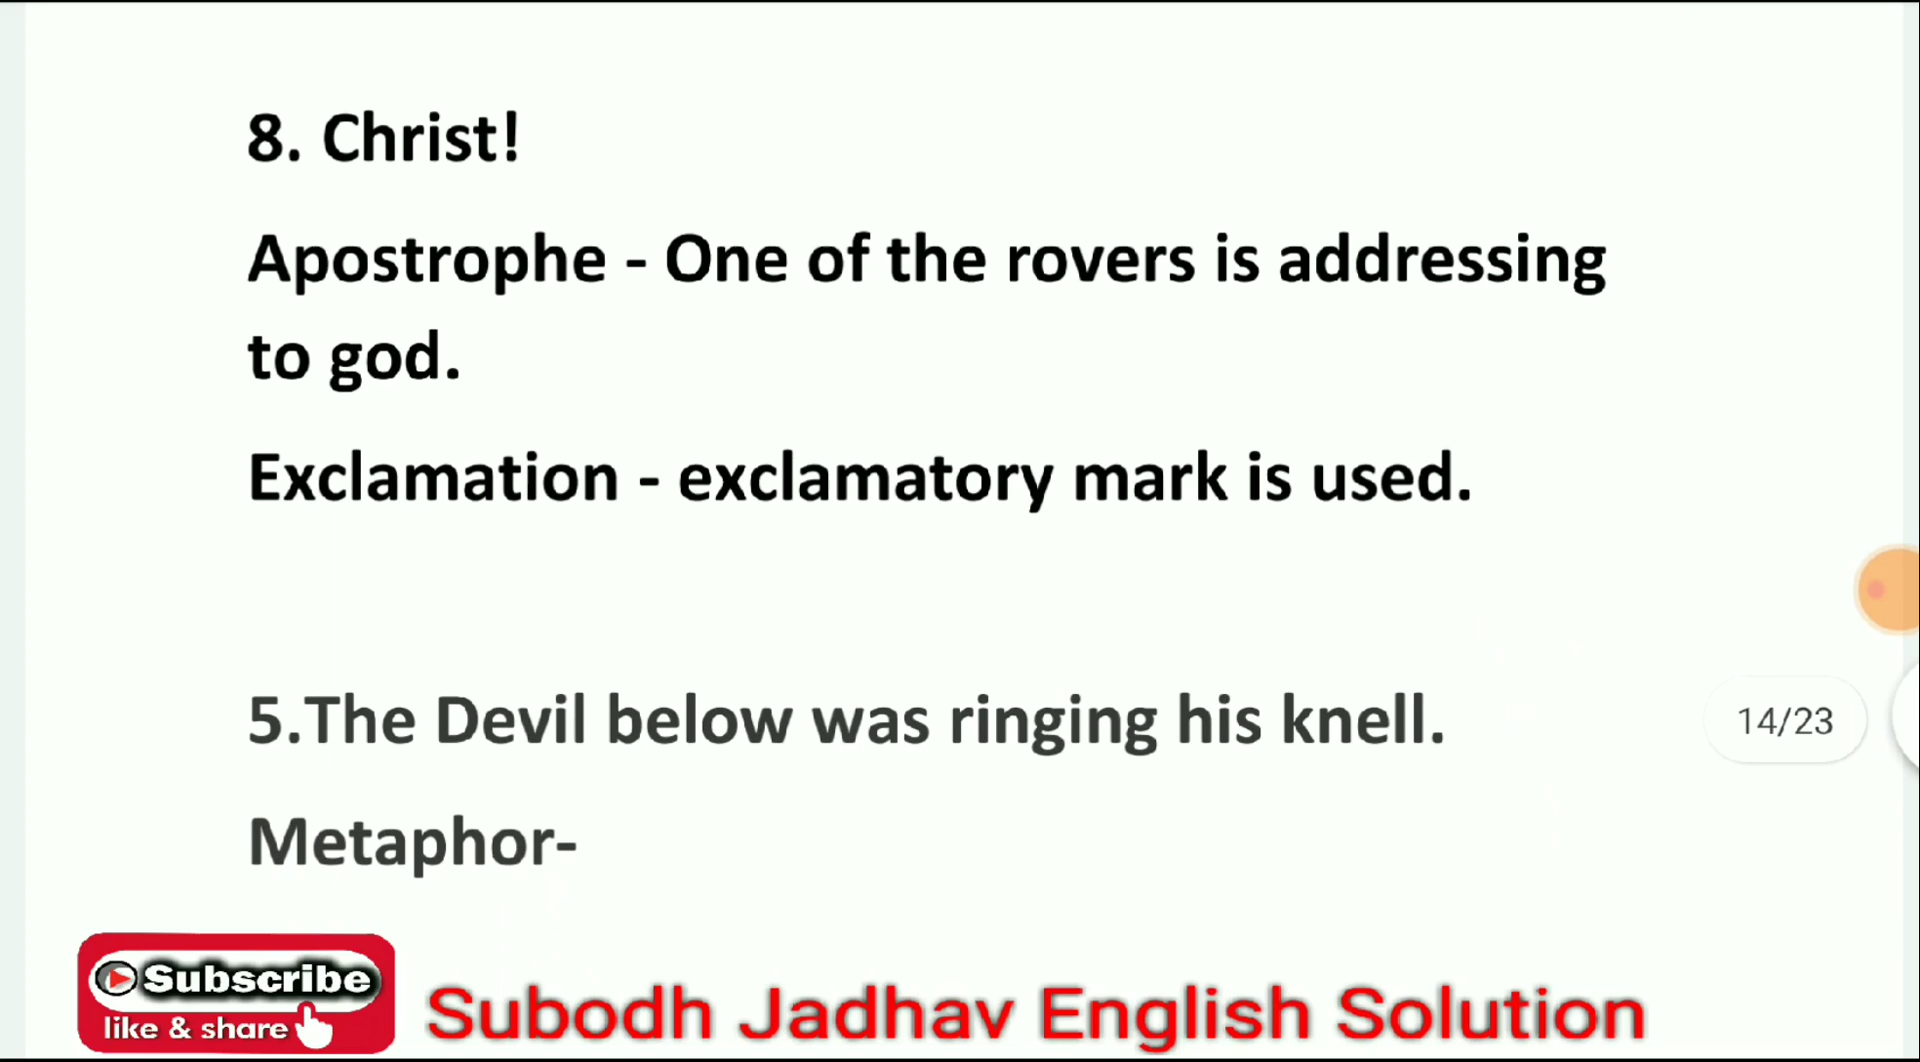 8. Christ!
Apostrophe - One of the rovers is addressing
to god.
Exclamation - exclamatory mark is used.
5.The Devil below was ringing his knell.
14/23
Metaphor-
Subscribe
like & share
Subodh Jadhav English Solution